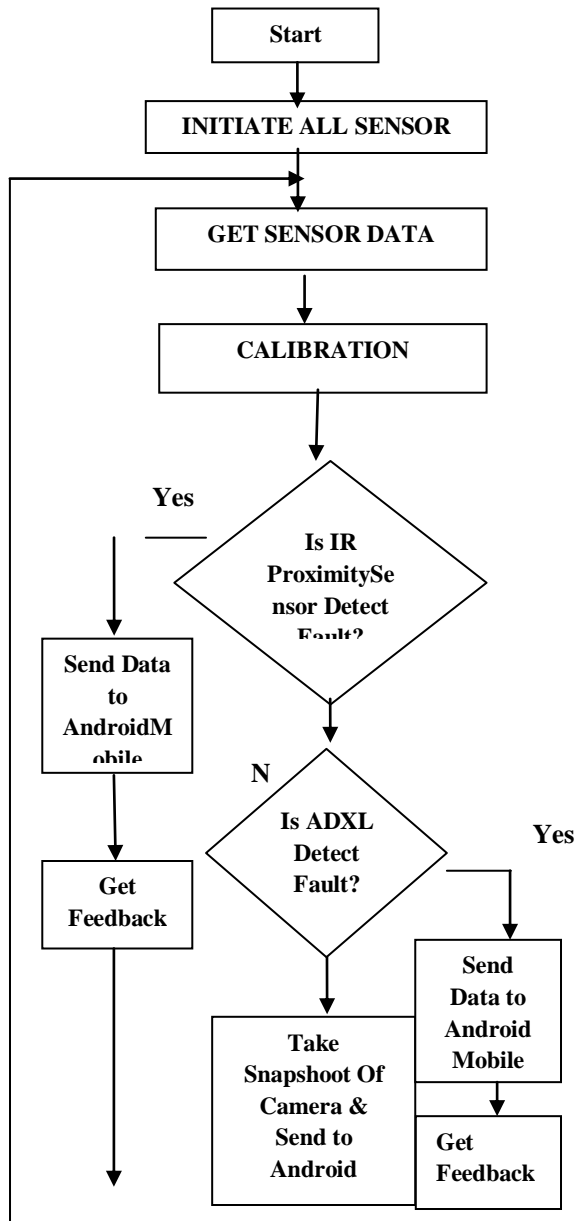 Start
INITIATE ALL SENSOR
GET SENSOR DATA
CALIBRATION
Yes
Is IR
ProximitySe
nsor Detect
Fault?
Send Data
to
AndroidM
obile
N
Is ADXL
Detect
Fault?
Yes
Get
Feedback
Send
Data to
Android
Mobile
Take
Snapshoot Of
Camera &
Send to
Android
Get
Feedback